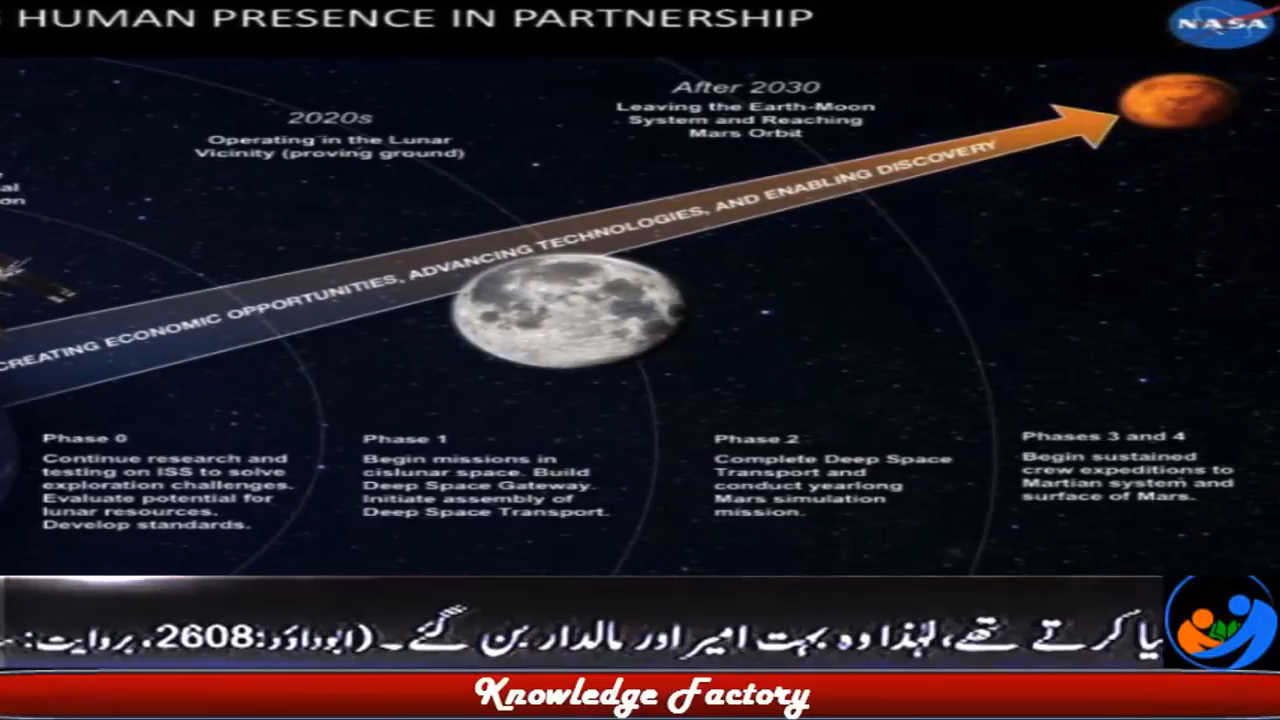 HUMAN PRESENCE IN PARTNERSHIP
NASA
After 2030
Leaving the Earth-Moon
System and Reaching
Mars Orbit
2020s
Operating in the Lunar
Vicinity (proving ground)
CREATING ECONOMIC OPPORTUNITIES, ADVANCING TECHNOLOGIES, AND ENABLING DISCOVERY
Phase 0
Continue research and
testing on ISS to solve
exploration challenges.
Evaluate potential for
lunar resources.
Develop standards.
Phase 1
Begin missions in
cislunar space. Build
Deep Space Gateway.
Initiate assembly of
Deep Space Transport.
Phase 2
Complete Deep Space
Transport and
conduct yearlong
Mars simulation
mission.
Phases 3 and 4
Begin sustained
crew expeditions to
Martian system and
surface of Mars.
کرتے تھے، لہٰذا وہ بہت امیر اور مالدار بن گئے۔ (ابوداؤد:2608، بروایت:
Knowledge Factory